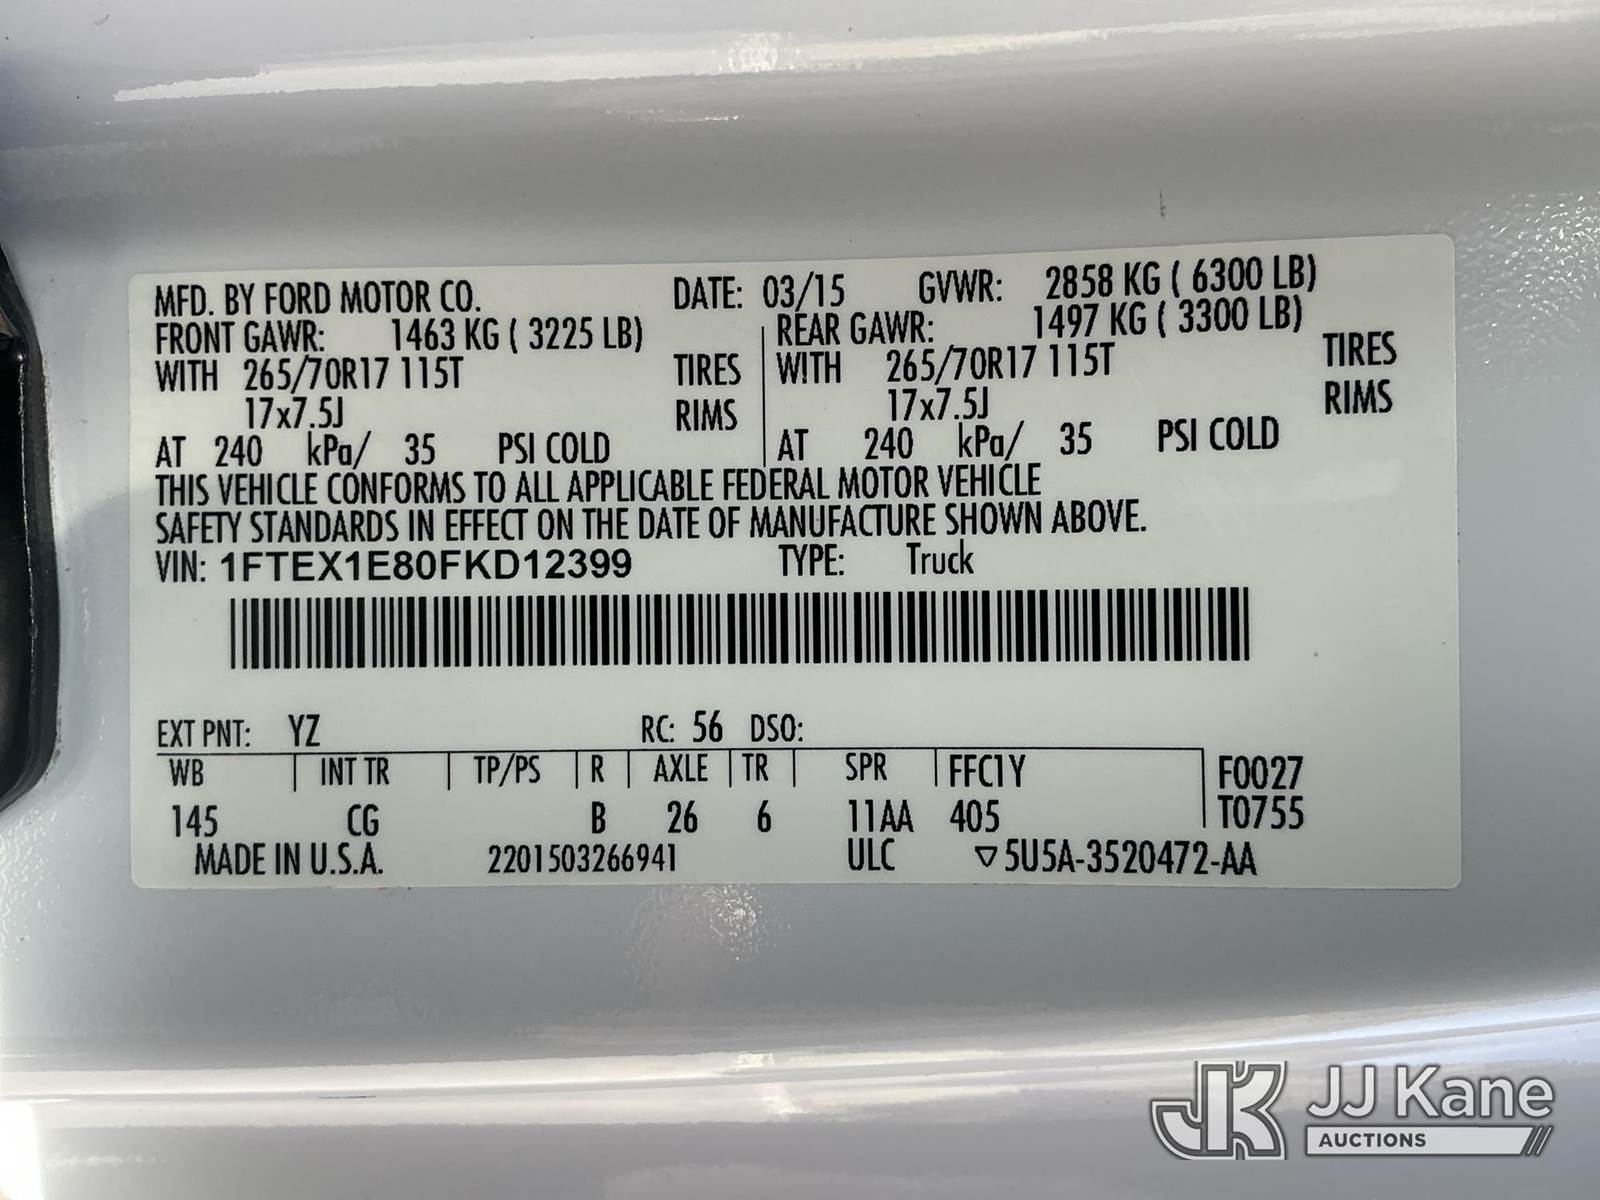 MFD. BY FORD MOTOR CO. DATE: 03/15 GVWR: 2858 KG ( 6300 LB)
FRONT GAWR: 1463 KG ( 3225 LB) REAR GAWR: 1497 KG ( 3300 LB)
WITH 265/70R17 115T TIRES WITH 265/70R17 115T TIRES
17x7.5J RIMS 17x7.5J RIMS
AT 240 kPa/ 35 PSI COLD AT 240 kPa/ 35 PSI COLD
THIS VEHICLE CONFORMS TO ALL APPLICABLE FEDERAL MOTOR VEHICLE
SAFETY STANDARDS IN EFFECT ON THE DATE OF MANUFACTURE SHOWN ABOVE.
VIN: 1FTEX1E80FKD12399 TYPE: Truck
EXT PNT: YZ RC: 56 DSO:
WB INT TR TP/PS R AXLE TR SPR FFC1Y F0027
145 CG B 26 6 11AA 405 T0755
MADE IN U.S.A. 2201503266941 ULC ▽5U5A-3520472-AA
JK JJ Kane
AUCTIONS